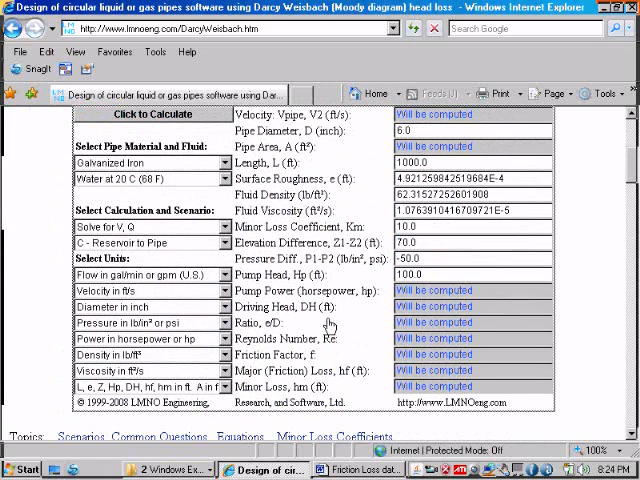 Design of circular liquid or gas pipes software using Darcy Weisbach (Moody diagram) head loss - Windows Internet Explorer
http://www.lmnoeng.com/DarcyWeisbach.htm
Search Google
File Edit View Favorites Tools Help
SnagIt
Design of circular liquid or gas pipes software using Dar...
Home Feeds (J) Print Page Tools
Click to Calculate
Velocity: Vpipe, V2 (ft/s): Will be computed
Pipe Diameter, D (inch): 6.0
Select Pipe Material and Fluid: Pipe Area, A (ft²): Will be computed
Galvanized Iron Length, L (ft): 1000.0
Water at 20 C (68 F) Surface Roughness, e (ft): 4.921259842519684E-4
Fluid Density (lb/ft³): 62.31527252601908
Select Calculation and Scenario: Fluid Viscosity (ft²/s): 1.0763910416709721E-5
Solve for V, Q Minor Loss Coefficient, Km: 10.0
C - Reservoir to Pipe Elevation Difference, Z1-Z2 (ft): 70.0
Select Units: Pressure Diff., P1-P2 (lb/in², psi): -50.0
Flow in gal/min or gpm (U.S.) Pump Head, Hp (ft): 100.0
Velocity in ft/s Pump Power (horsepower, hp): Will be computed
Diameter in inch Driving Head, DH (ft): Will be computed
Pressure in lb/in² or psi Ratio, e/D: Will be computed
Power in horsepower or hp Reynolds Number, Re: Will be computed
Density in lb/ft³ Friction Factor, f: Will be computed
Viscosity in ft²/s Major (Friction) Loss, hf (ft): Will be computed
L, e, Z, Hp, DH, hf, hm in ft. A in f Minor Loss, hm (ft): Will be computed
© 1999-2008 LMNO Engineering, Research, and Software, Ltd. http://www.LMNOeng.com
Topics: Scenarios Common Questions Equations Minor Loss Coefficients
Internet | Protected Mode: Off 100%
Start 2 Windows Exp... Design of cir... Friction Loss dat... 8:24 PM